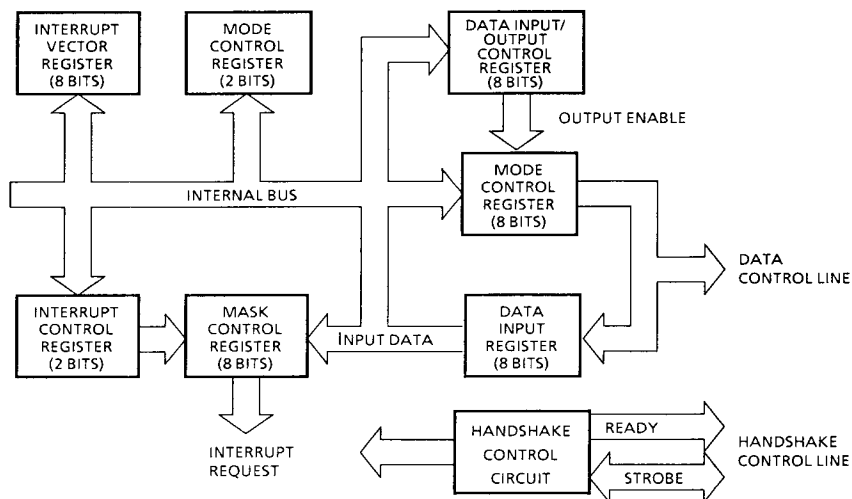 INTERRUPT
VECTOR
REGISTER
(8 BITS)
MODE
CONTROL
REGISTER
(2 BITS)
DATA INPUT/
OUTPUT
CONTROL
REGISTER
(8 BITS)
OUTPUT ENABLE
INTERNAL BUS
MODE
CONTROL
REGISTER
(8 BITS)
DATA
CONTROL LINE
INTERRUPT
CONTROL
REGISTER
(2 BITS)
MASK
CONTROL
REGISTER
(8 BITS)
INPUT DATA
DATA
INPUT
REGISTER
(8 BITS)
INTERRUPT
REQUEST
HANDSHAKE
CONTROL
CIRCUIT
READY
STROBE
HANDSHAKE
CONTROL LINE